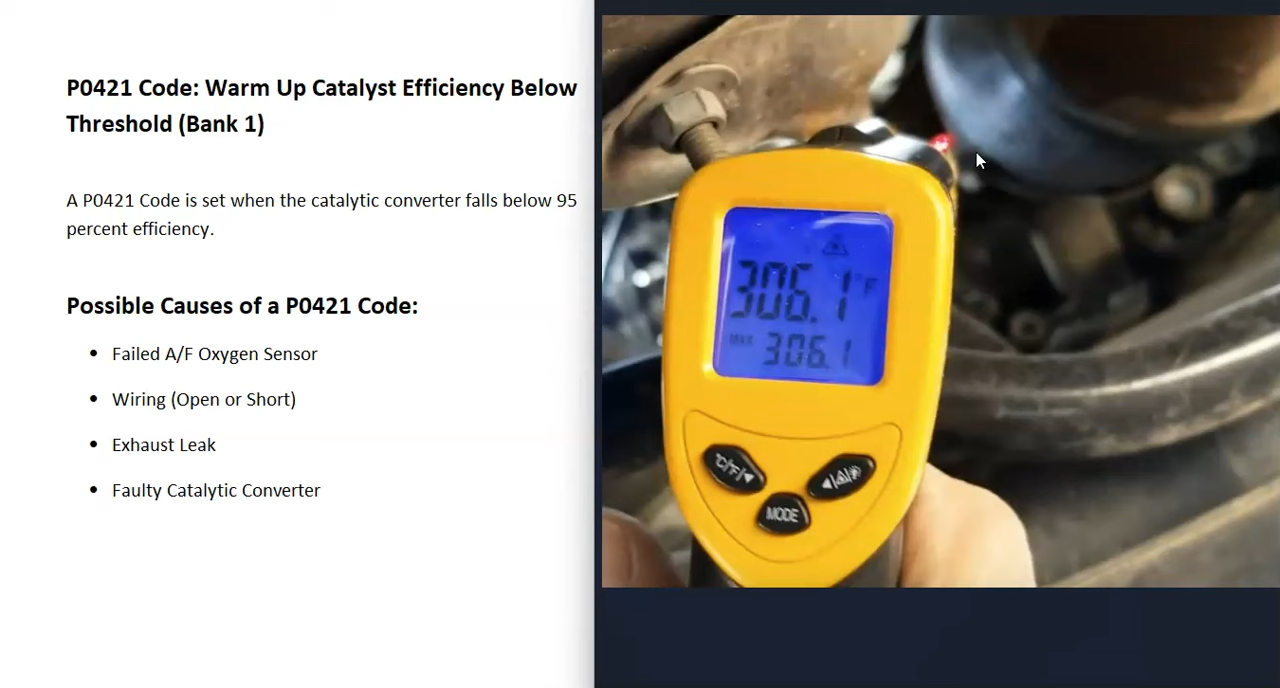 P0421 Code: Warm Up Catalyst Efficiency Below
Threshold (Bank 1)
A P0421 Code is set when the catalytic converter falls below 95
percent efficiency.
Possible Causes of a P0421 Code:
• Failed A/F Oxygen Sensor
• Wiring (Open or Short)
• Exhaust Leak
• Faulty Catalytic Converter
306.1°F
MAX 306.1
°C/°F/◀
MODE